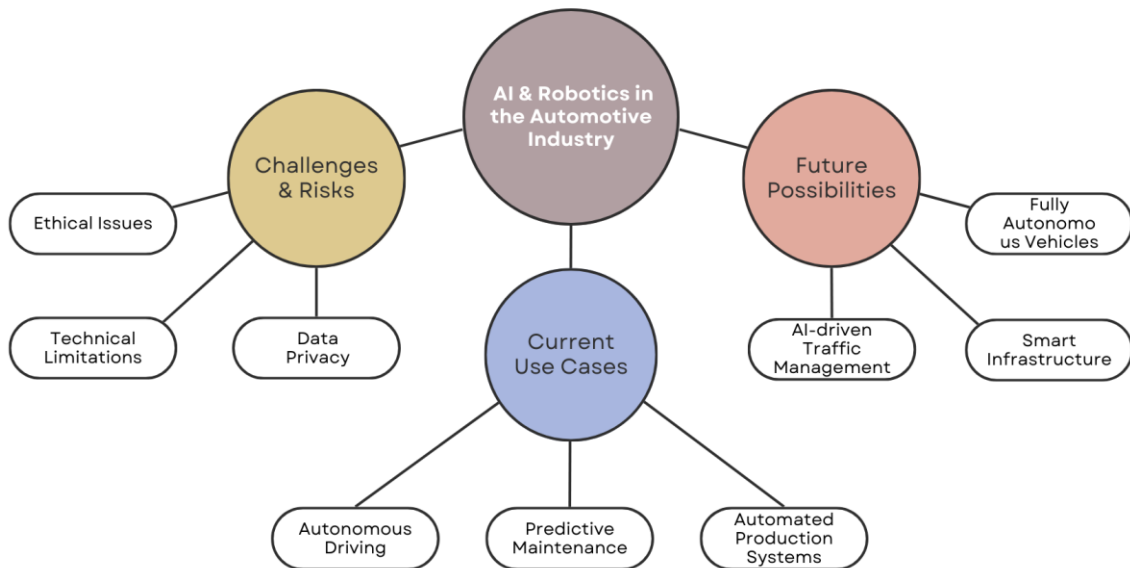 AI & Robotics in
the Automotive
Industry
Challenges
& Risks
Future
Possibilities
Ethical Issues
Fully
Autonomo
us Vehicles
Technical
Limitations
Data
Privacy
Current
Use Cases
AI-driven
Traffic
Management
Smart
Infrastructure
Autonomous
Driving
Predictive
Maintenance
Automated
Production
Systems